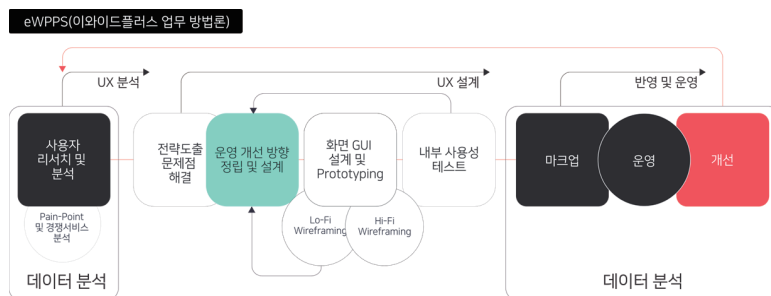 eWPPS(이와이드플러스 업무 방법론)
UX 분석
UX 설계
반영 및 운영
사용자
리서치 및
분석
Pain-Point
및 경쟁서비스
분석
데이터 분석
전략도출
문제점
해결
운영 개선 방향
정립 및 설계
화면 GUI
설계 및
Prototyping
Lo-Fi
Wireframing
Hi-Fi
Wireframing
내부 사용성
테스트
마크업
운영
개선
데이터 분석